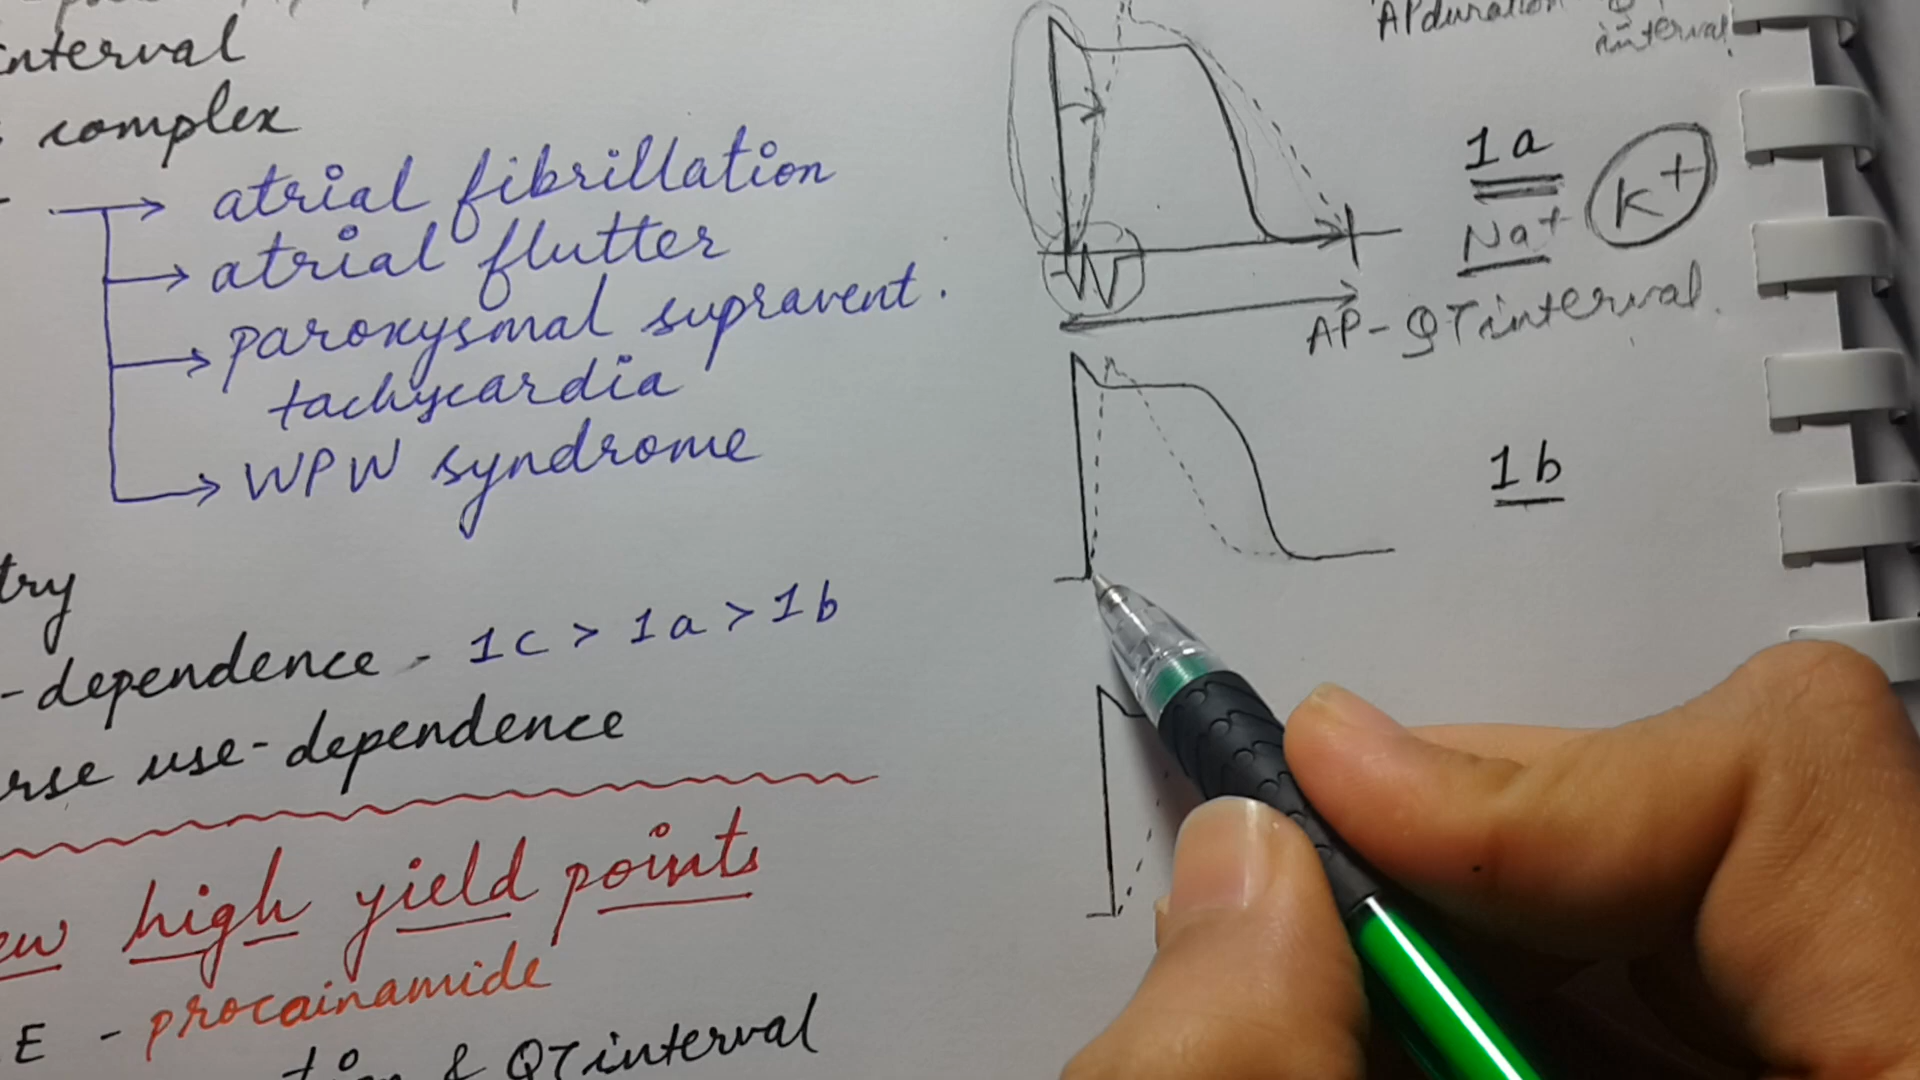 interval
complex
atrial fibrillation
atrial flutter
paroxysmal supravent.
tachycardia
WPW syndrome
try
-dependence - 1c > 1a > 1b
rse use-dependence
ew high yield points
E - procainamide
& QT interval
AP duration
interval
1a
Na+
K+
AP - QT interval.
1b